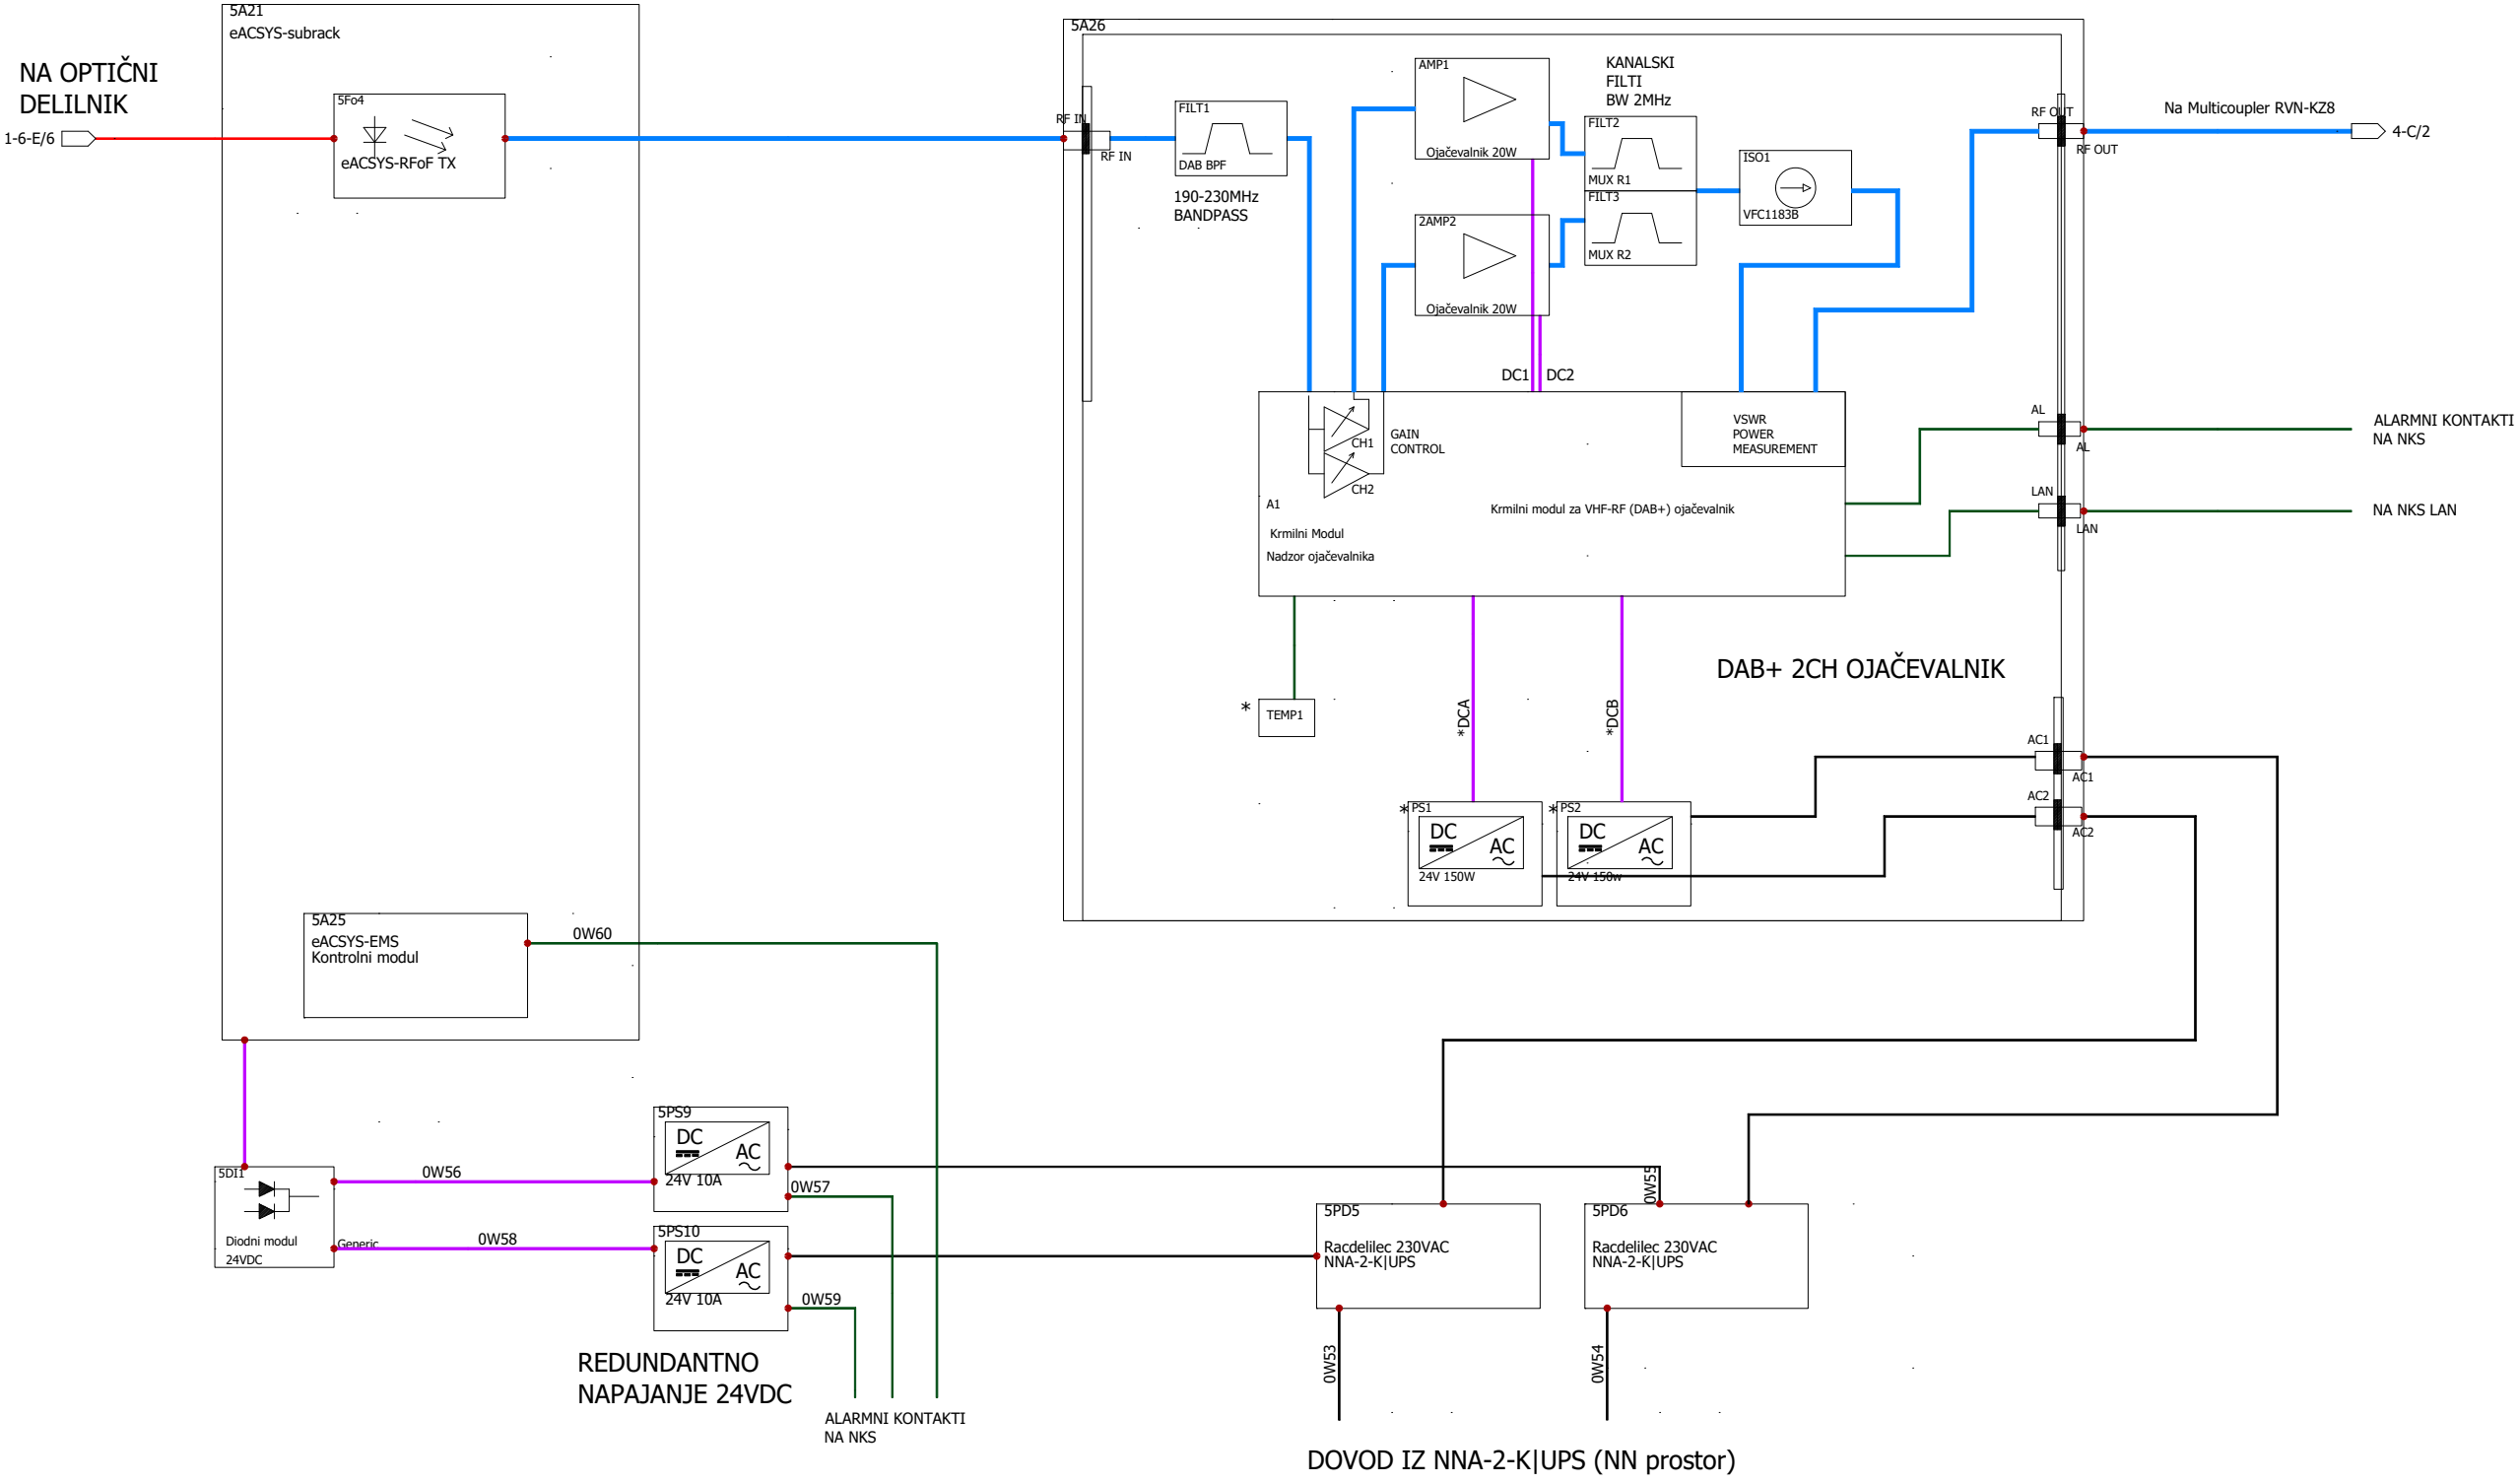 5A21
eACSYS-subrack
NA OPTIČNI
DELILNIK
1-6-E/6
5Fo4
eACSYS-RFoF TX
5A26
RF IN
RF IN
FILT1
DAB BPF
190-230MHz
BANDPASS
AMP1
Ojačevalnik 20W
2AMP2
Ojačevalnik 20W
KANALSKI
FILTI
BW 2MHz
FILT2
MUX R1
FILT3
MUX R2
ISO1
VFC1183B
RF OUT
RF OUT
Na Multicoupler RVN-KZ8
4-C/2
DC1
DC2
CH1
CH2
GAIN
CONTROL
VSWR
POWER
MEASUREMENT
A1
Krmilni Modul
Nadzor ojačevalnika
Krmilni modul za VHF-RF (DAB+) ojačevalnik
AL
AL
ALARMNI KONTAKTI
NA NKS
LAN
LAN
NA NKS LAN
DAB+ 2CH OJAČEVALNIK
* TEMP1
*DCA
*DCB
AC1
AC1
AC2
AC2
* PS1
DC
AC
24V 150W
* PS2
DC
AC
24V 150w
5A25
eACSYS-EMS
Kontrolni modul
0W60
5DI1
Diodni modul
24VDC
Generic
0W56
0W58
5PS9
DC
AC
24V 10A
0W57
5PS10
DC
AC
24V 10A
0W59
0W55
5PD5
Racdelilec 230VAC
NNA-2-K|UPS
5PD6
Racdelilec 230VAC
NNA-2-K|UPS
0W53
0W54
REDUNDANTNO
NAPAJANJE 24VDC
ALARMNI KONTAKTI
NA NKS
DOVOD IZ NNA-2-K|UPS (NN prostor)